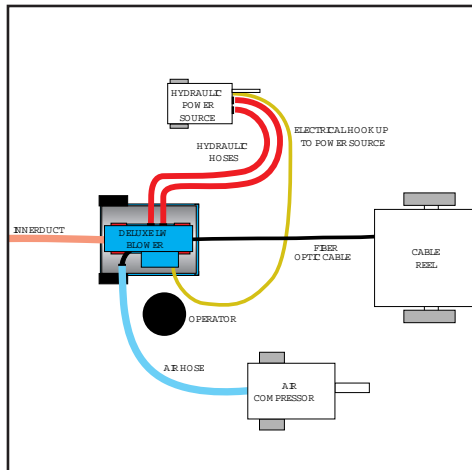 HYDRAULIC
POWER
SOURCE
ELECTRICAL HOOK UP
TO POWER SOURCE
HYDRAULIC
HOSES
INNERDUCT
DELUXE LW
BLOWER
FIBER
OPTIC CABLE
CABLE
REEL
OPERATOR
AIR HOSE
AIR
COMPRESSOR